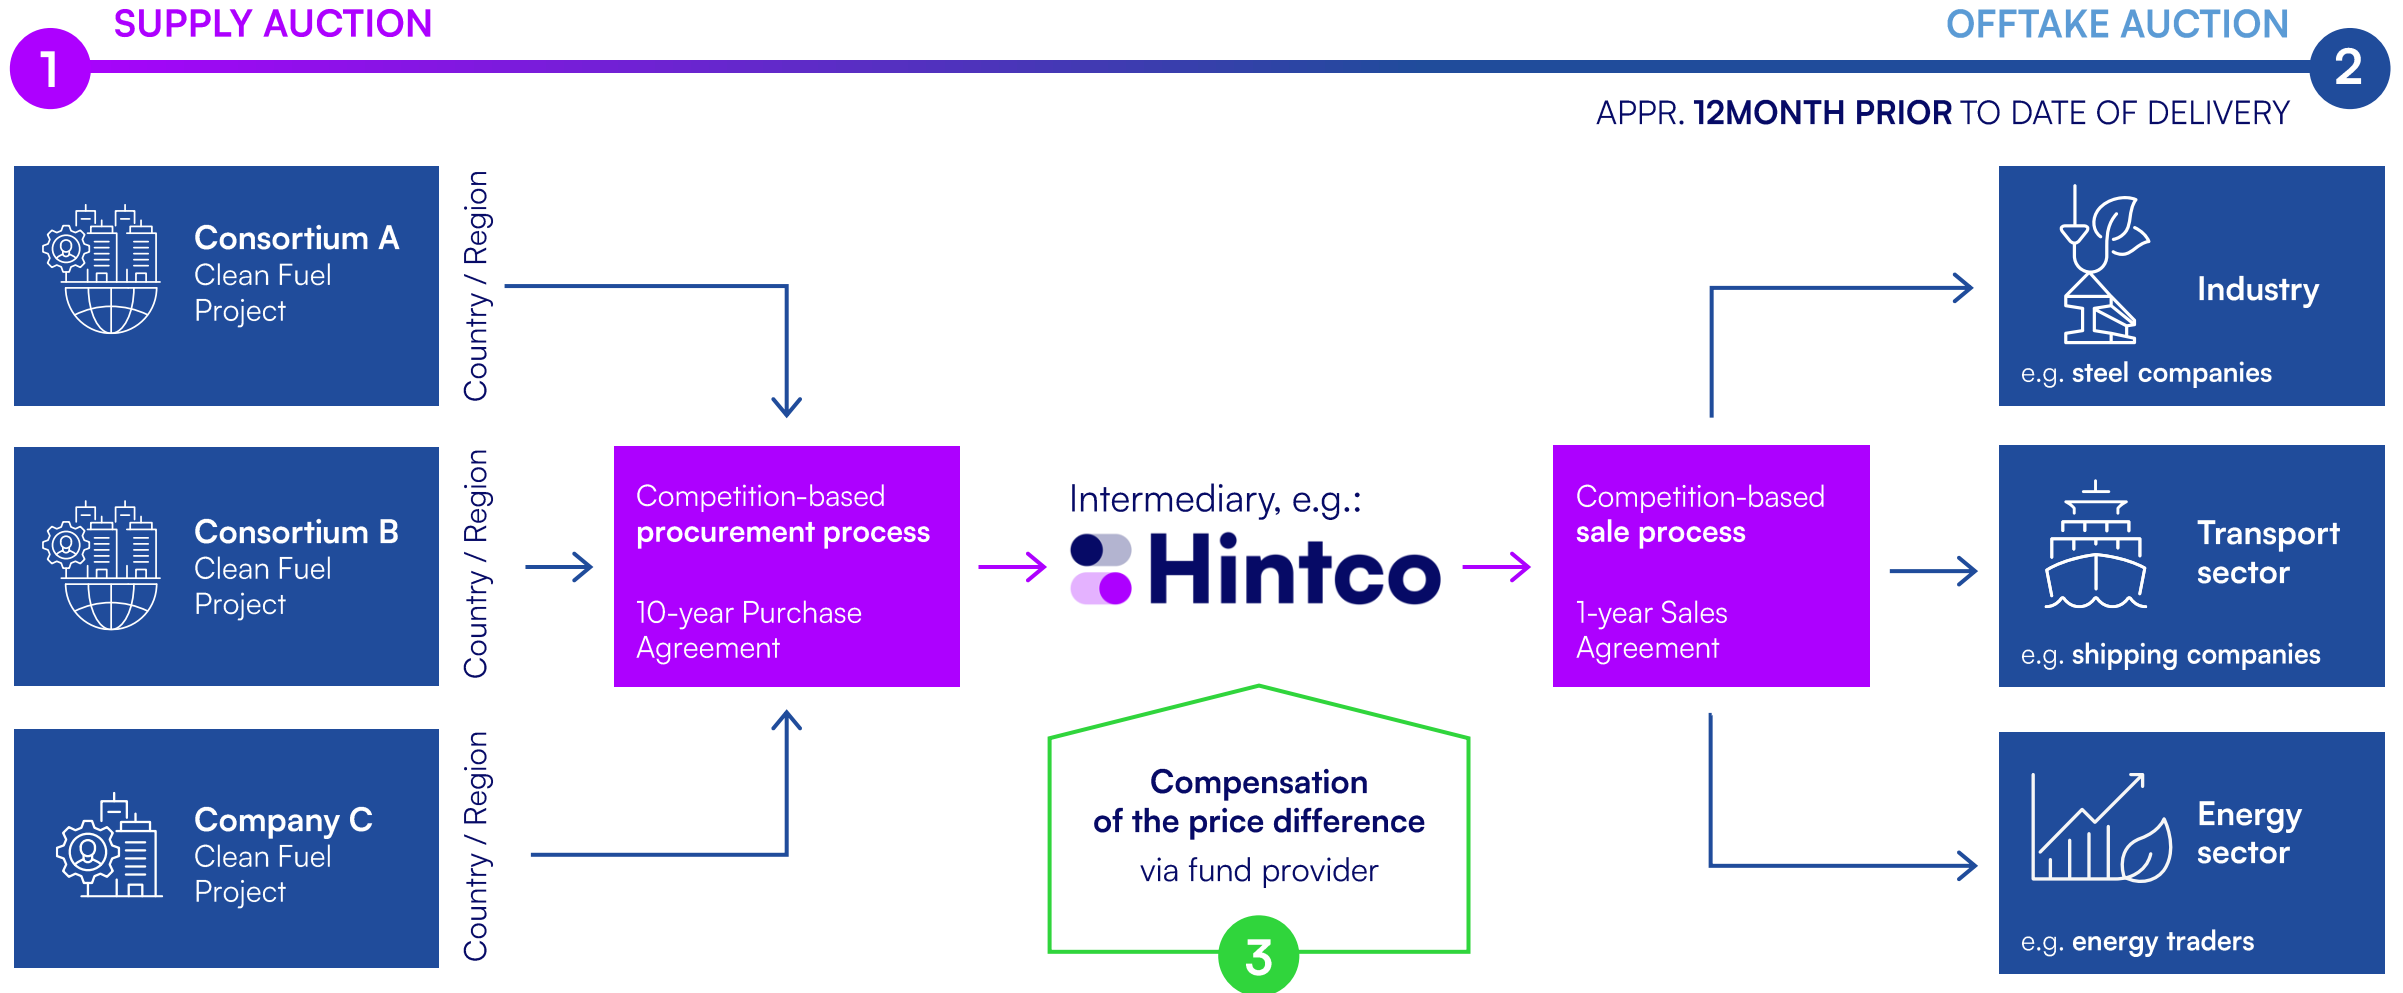 SUPPLY AUCTION
OFFTAKE AUCTION
1
2
APPR. 12MONTH PRIOR TO DATE OF DELIVERY
Consortium A
Clean Fuel
Project
Country / Region
Consortium B
Clean Fuel
Project
Country / Region
Company C
Clean Fuel
Project
Country / Region
Competition-based
procurement process
10-year Purchase
Agreement
Intermediary, e.g.:
Hintco
Compensation
of the price difference
via fund provider
3
Competition-based
sale process
1-year Sales
Agreement
Industry
e.g. steel companies
Transport
sector
e.g. shipping companies
Energy
sector
e.g. energy traders